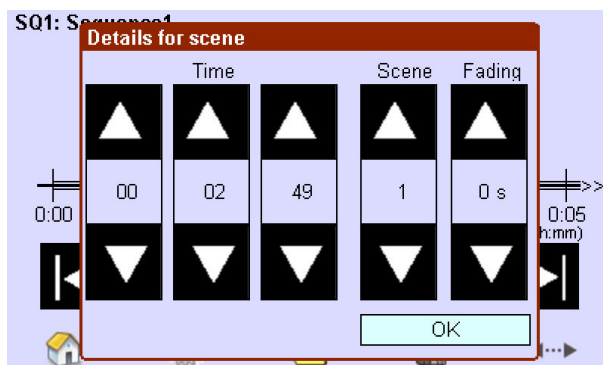 SQ1: Sequence1
Details for scene
Time Scene Fading
00 02 49 1 0 s
0:00 0:05
h:mm)
OK